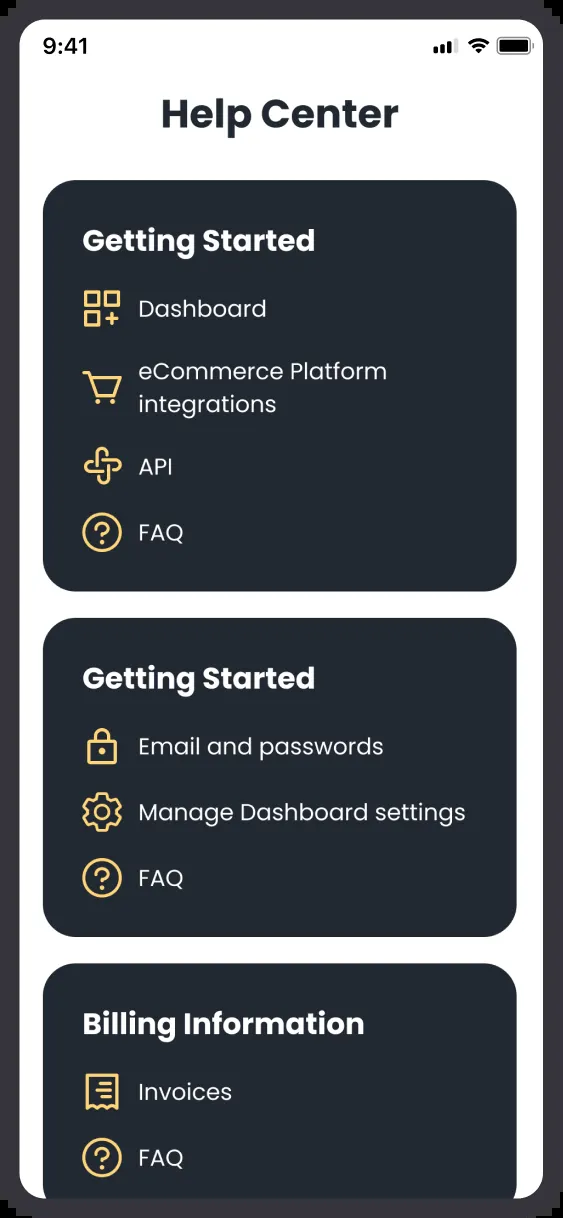 9:41
Help Center
Getting Started
Dashboard
eCommerce Platform
integrations
API
FAQ
Getting Started
Email and passwords
Manage Dashboard settings
FAQ
Billing Information
Invoices
FAQ